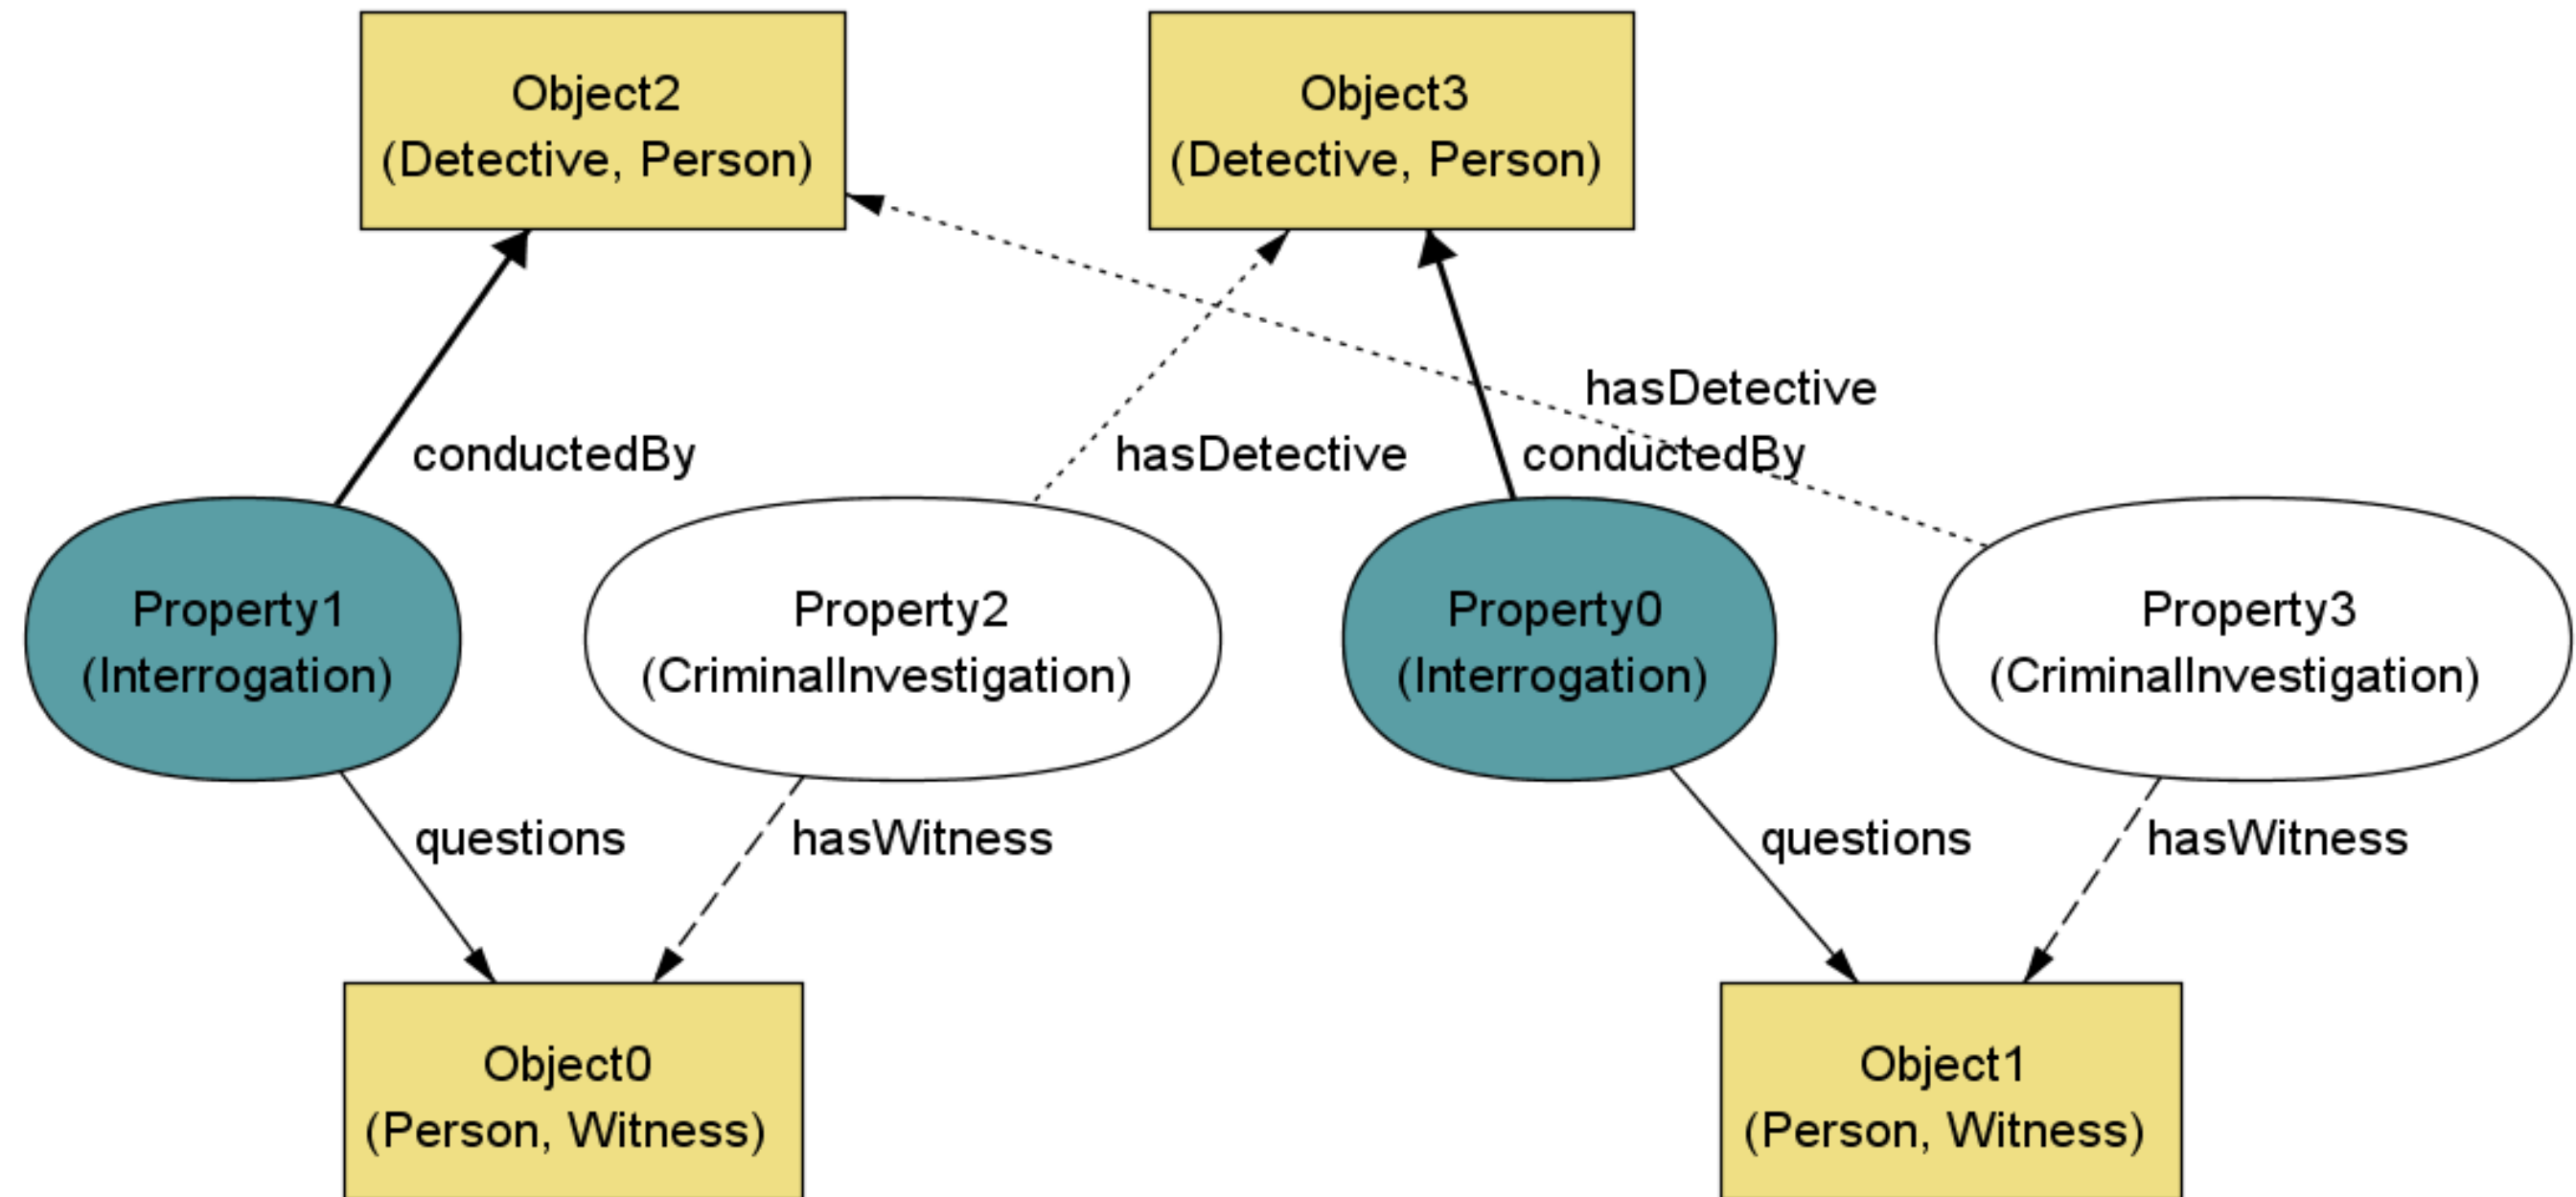 Object2
(Detective, Person)
Object3
(Detective, Person)
hasDetective
conductedBy
hasDetective
conductedBy
Property1
(Interrogation)
Property2
(CriminalInvestigation)
Property0
(Interrogation)
Property3
(CriminalInvestigation)
questions
hasWitness
questions
hasWitness
Object0
(Person, Witness)
Object1
(Person, Witness)